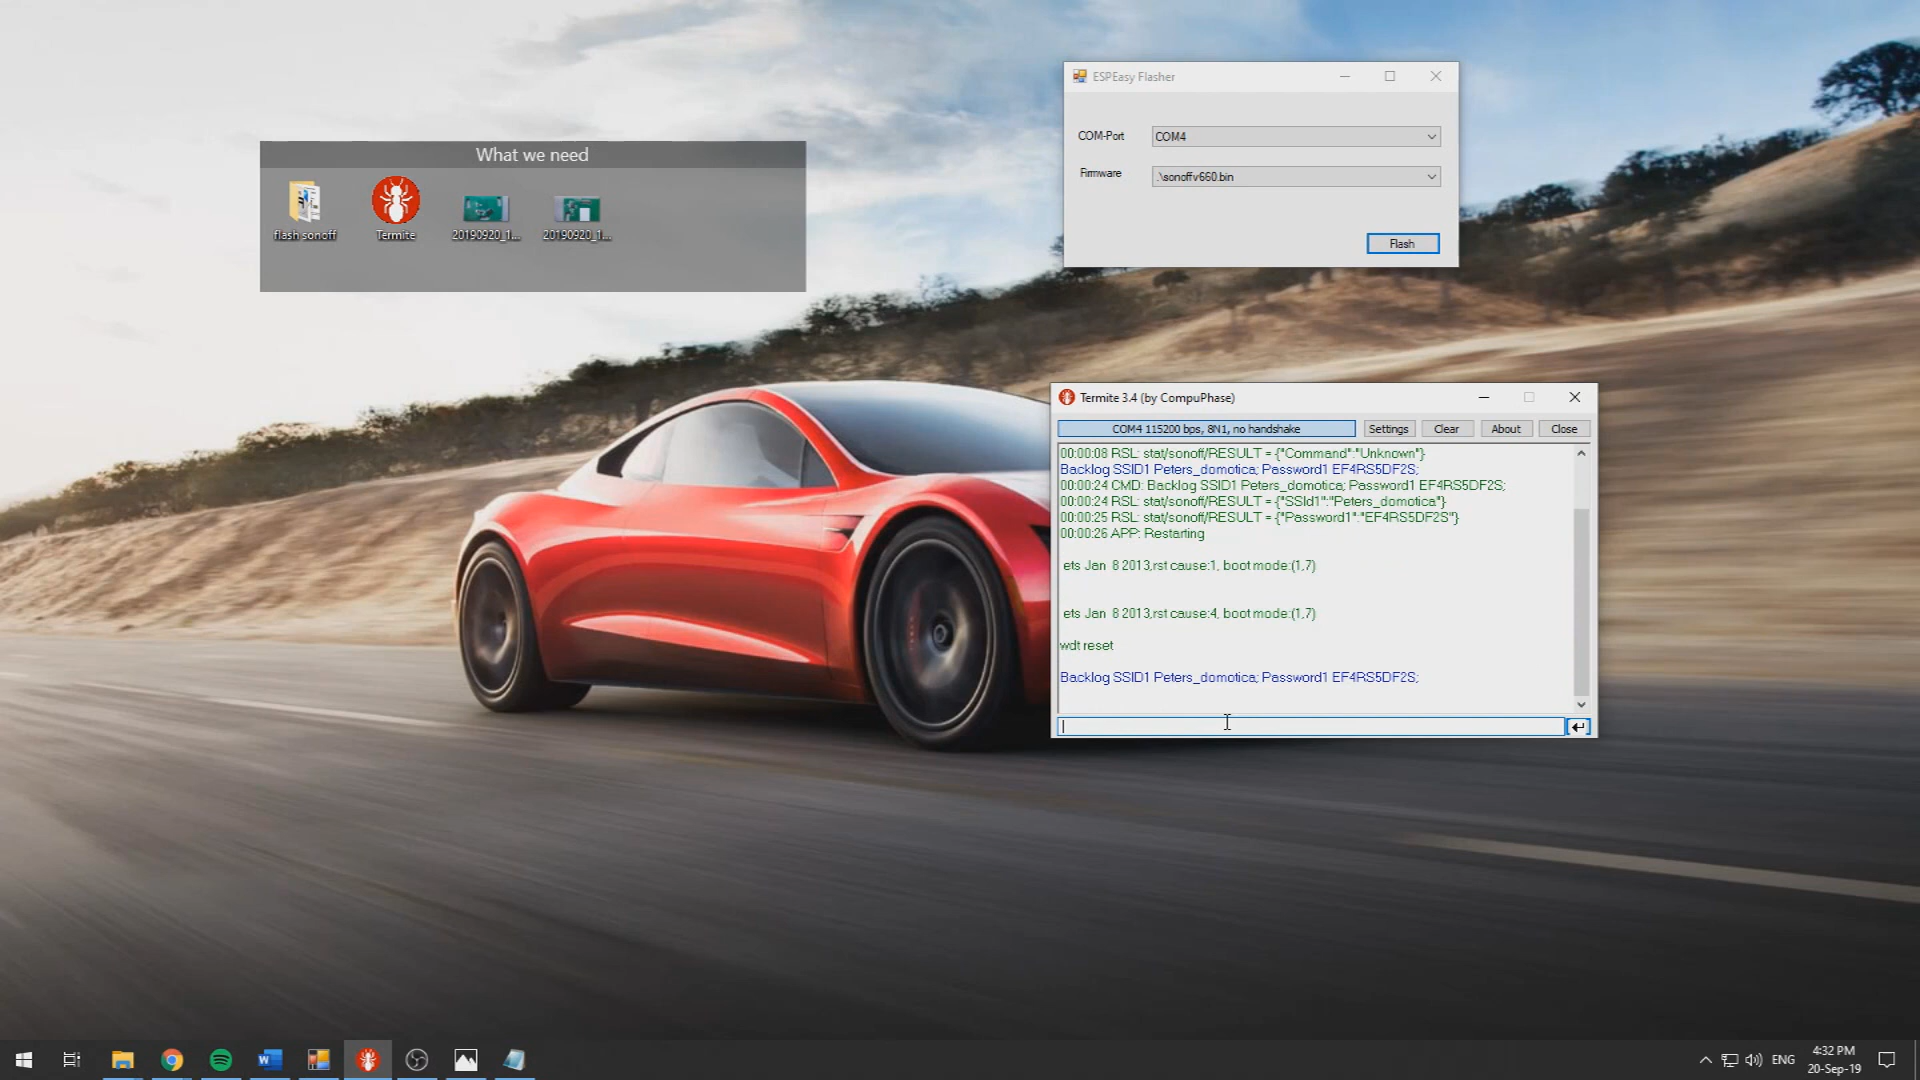 What we need
flash sonoff
Termite
20190920_1...
20190920_1...
ESPEasy Flasher
COM-Port
COM4
Firmware
.\sonoffv660.bin
Flash
Termite 3.4 (by CompuPhase)
COM4 115200 bps, 8N1, no handshake
Settings
Clear
About
Close
00:00:08 RSL: stat/sonoff/RESULT = {"Command":"Unknown"}
Backlog SSID1 Peters_domotica; Password1 EF4RS5DF2S;
00:00:24 CMD: Backlog SSID1 Peters_domotica; Password1 EF4RS5DF2S;
00:00:24 RSL: stat/sonoff/RESULT = {"SSId1":"Peters_domotica"}
00:00:25 RSL: stat/sonoff/RESULT = {"Password1":"EF4RS5DF2S"}
00:00:26 APP: Restarting
ets Jan 8 2013,rst cause:1, boot mode:(1,7)
ets Jan 8 2013,rst cause:4, boot mode:(1,7)
wdt reset
Backlog SSID1 Peters_domotica; Password1 EF4RS5DF2S;
ENG
4:32 PM
20-Sep-19